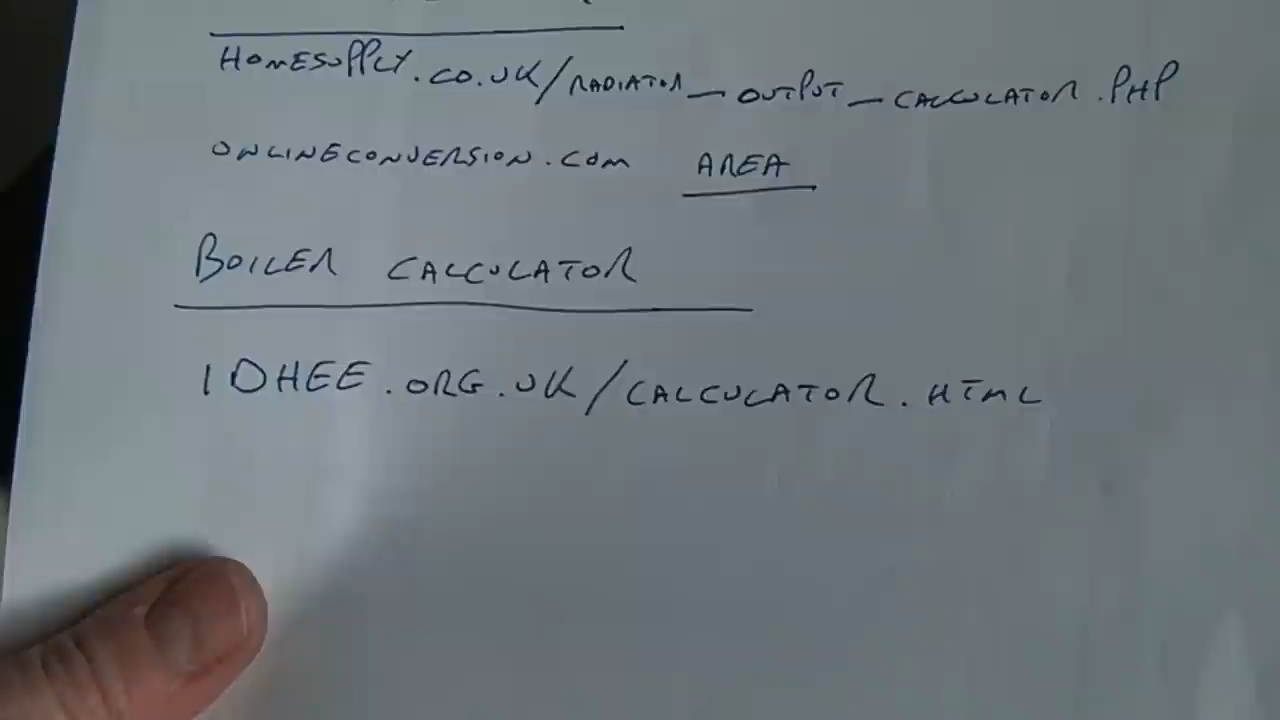 HOMESUPPLY.CO.UK/RADIATOR_OUTPUT_CALCULATOR.PHP
ONLINECONVERSION.COM AREA
BOILER CALCULATOR
IDHEE.ORG.UK/CALCULATOR.HTML